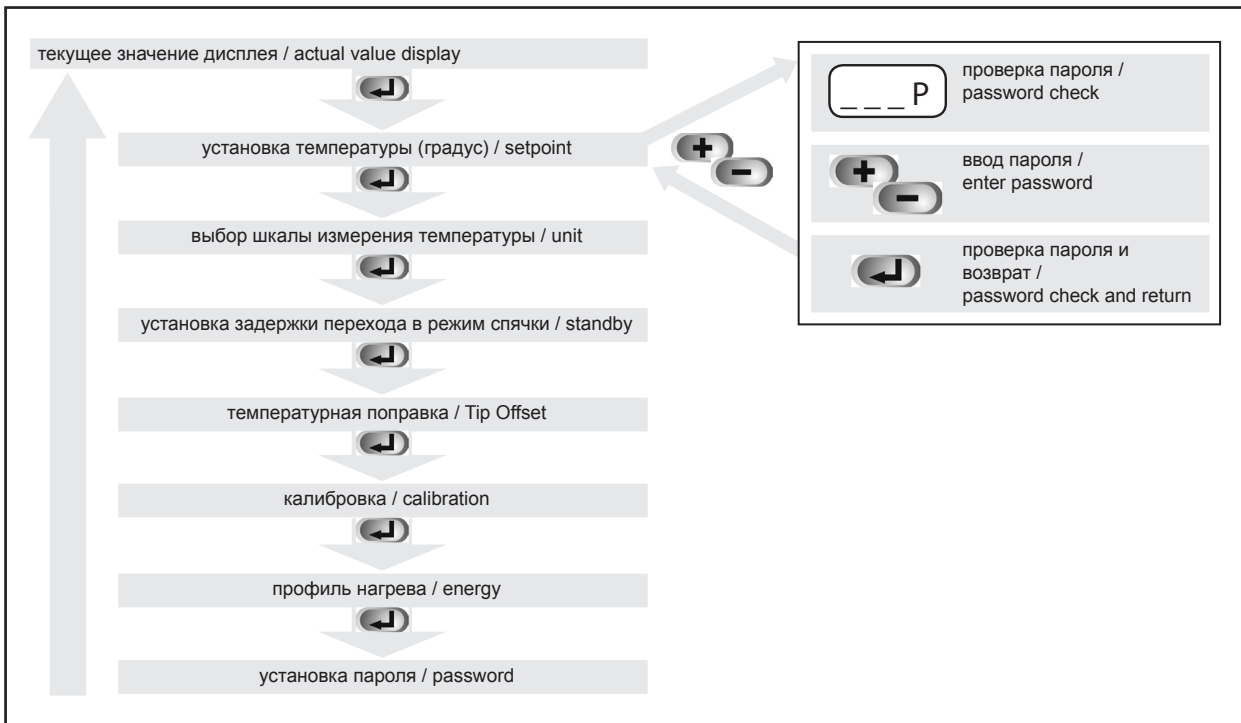 текущее значение дисплея / actual value display
установка температуры (градус) / setpoint
выбор шкалы измерения температуры / unit
установка задержки перехода в режим спячки / standby
температурная поправка / Tip Offset
калибровка / calibration
профиль нагрева / energy
установка пароля / password
_ _ _ P
проверка пароля /
password check
ввод пароля /
enter password
проверка пароля и
возврат /
password check and return